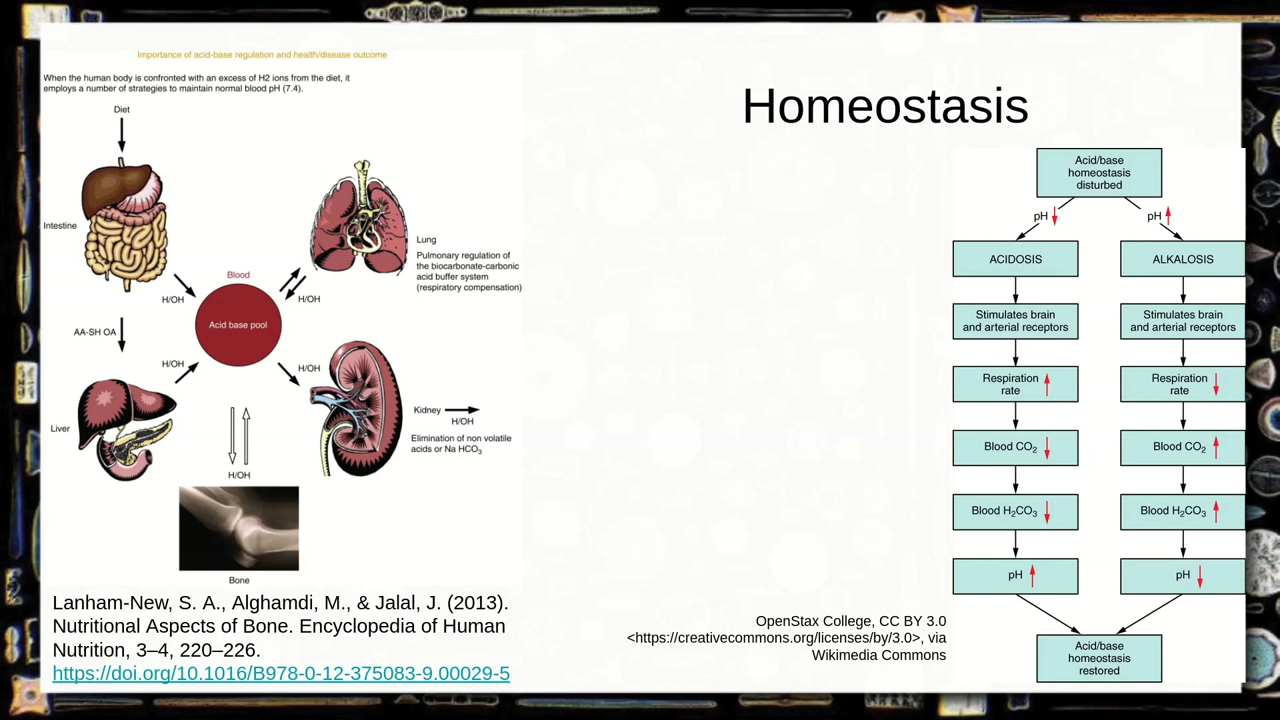 Importance of acid-base regulation and health/disease outcome
When the human body is confronted with an excess of H2 ions from the diet, it
employs a number of strategies to maintain normal blood pH (7.4).
Diet
Intestine
Lung
Pulmonary regulation of
the biocarbonate-carbonic
acid buffer system
(respiratory compensation)
Blood
H/OH
H/OH
Acid base pool
AA-SH OA
H/OH
H/OH
Liver
Kidney
H/OH
Elimination of non volatile
acids or Na HCO3
H/OH
Bone
Lanham-New, S. A., Alghamdi, M., & Jalal, J. (2013).
Nutritional Aspects of Bone. Encyclopedia of Human
Nutrition, 3–4, 220–226.
https://doi.org/10.1016/B978-0-12-375083-9.00029-5
Homeostasis
Acid/base
homeostasis
disturbed
pH
pH
ACIDOSIS
ALKALOSIS
Stimulates brain
and arterial receptors
Stimulates brain
and arterial receptors
Respiration
rate
Respiration
rate
Blood CO2
Blood CO2
Blood H2CO3
Blood H2CO3
pH
pH
Acid/base
homeostasis
restored
OpenStax College, CC BY 3.0
<https://creativecommons.org/licenses/by/3.0>, via
Wikimedia Commons